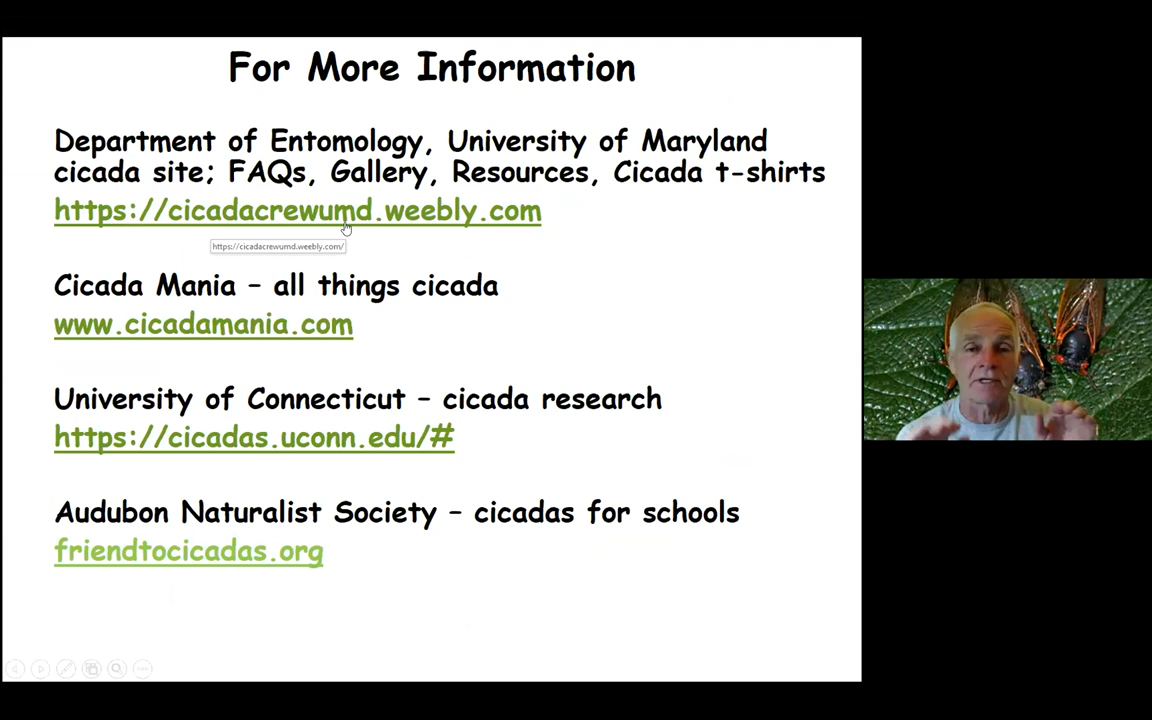 For More Information
Department of Entomology, University of Maryland
cicada site; FAQs, Gallery, Resources, Cicada t-shirts
https://cicadacrewumd.weebly.com
https://cicadacrewumd.weebly.com/
Cicada Mania – all things cicada
www.cicadamania.com
University of Connecticut – cicada research
https://cicadas.uconn.edu/#
Audubon Naturalist Society – cicadas for schools
friendtocicadas.org